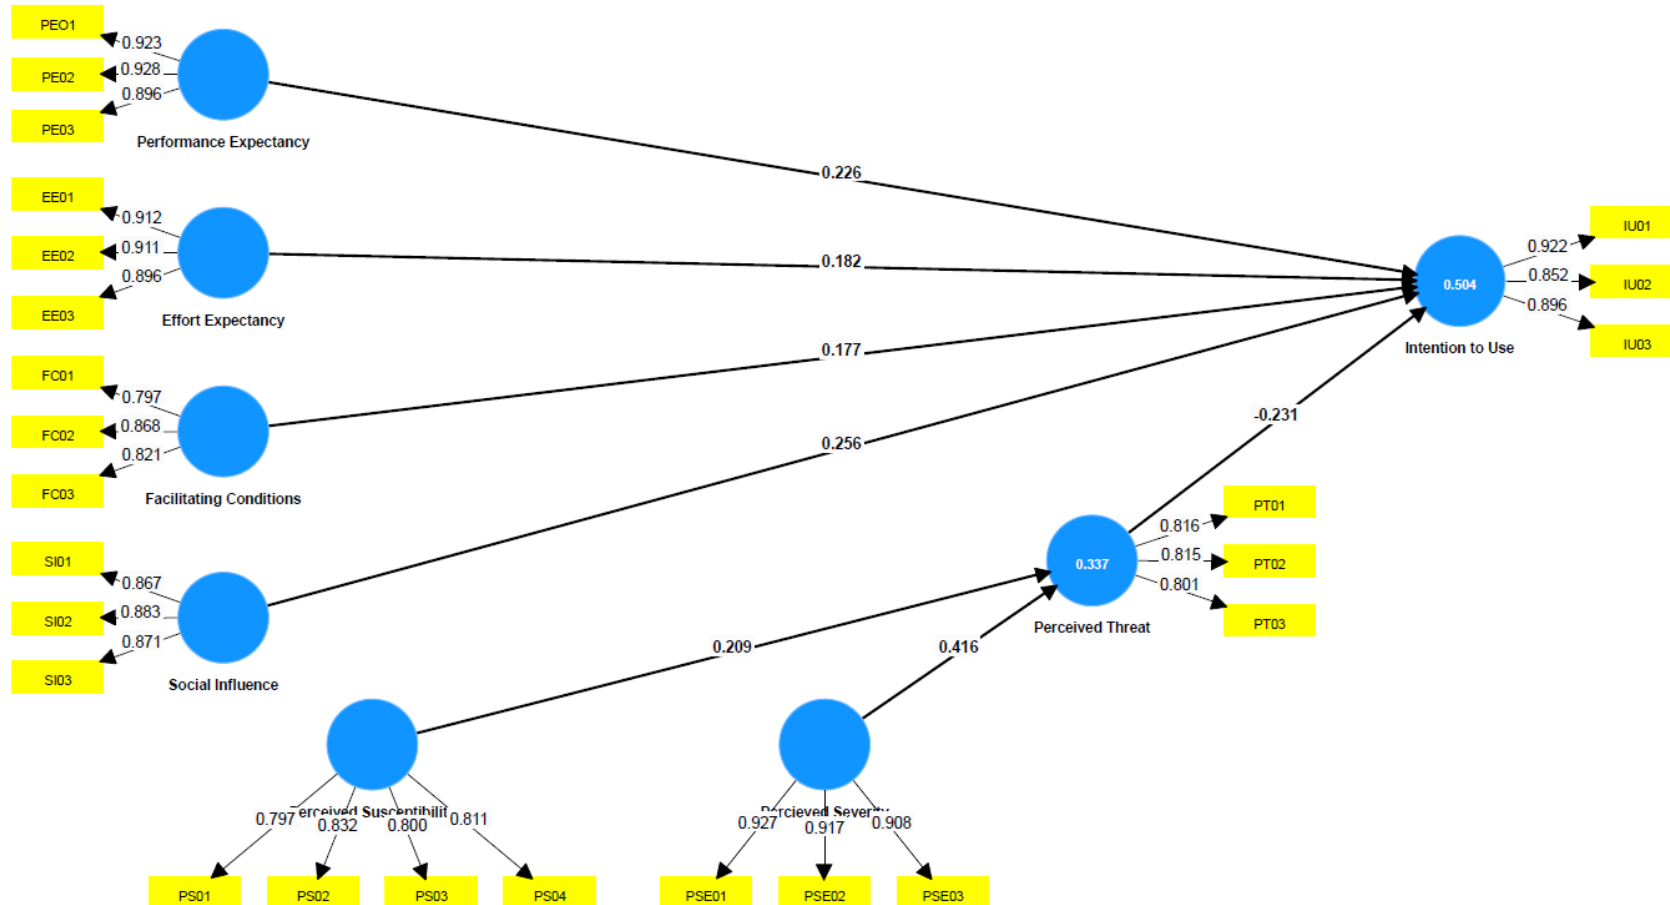 PEO1
0.923
PE02
0.928
0.896
PE03
Performance Expectancy
0.226
EE01
0.912
EE02
0.911
0.896
EE03
Effort Expectancy
0.182
IU01
0.922
0.504
0.852
IU02
0.896
IU03
Intention to Use
FC01
0.797
FC02
0.868
0.821
FC03
Facilitating Conditions
0.177
-0.231
0.256
SI01
0.867
SI02
0.883
0.871
SI03
Social Influence
PT01
0.816
0.337
0.815
PT02
0.801
PT03
Perceived Threat
0.209
0.416
Perceived Susceptibilit
0.797
0.832
0.800
0.811
Percieved Severity
0.927
0.917
0.908
PS01
PS02
PS03
PS04
PSE01
PSE02
PSE03